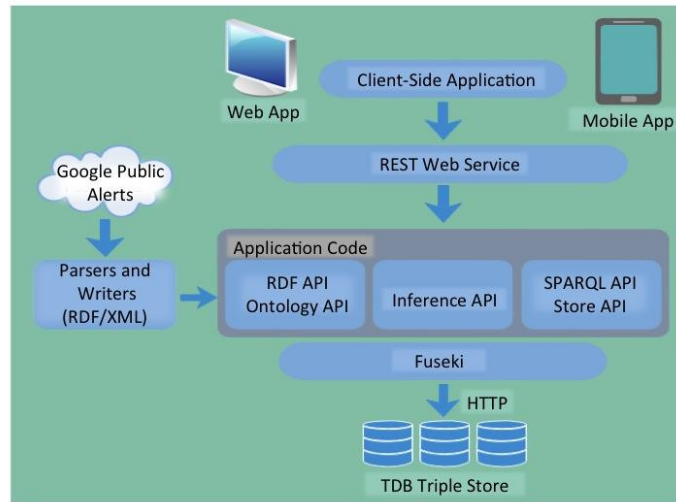 Client-Side Application
Web App
Mobile App
REST Web Service
Google Public
Alerts
Application Code
Parsers and
Writers
(RDF/XML)
RDF API
Ontology API
Inference API
SPARQL API
Store API
Fuseki
HTTP
TDB Triple Store